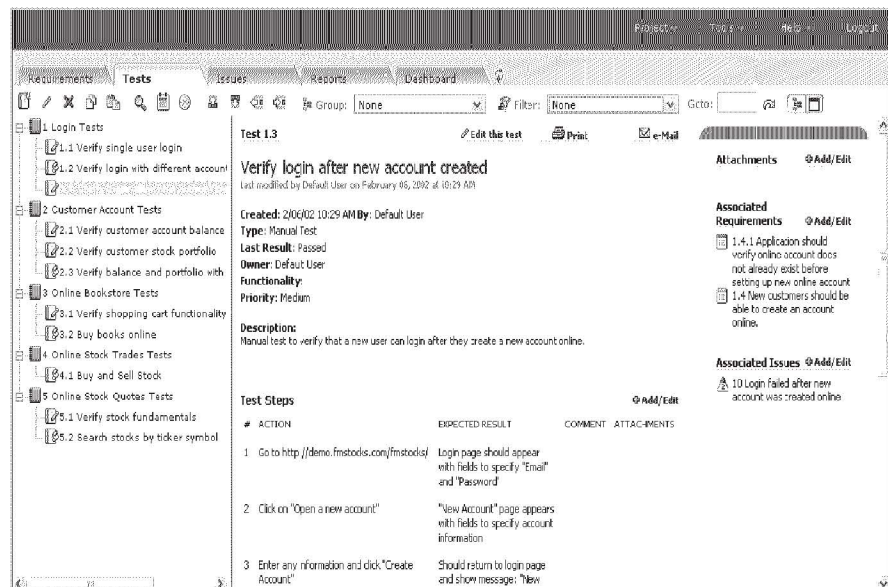 Project Tools Help Logout
Requirements Tests Issues Reports Dashboard
Group: None Filter: None Goto:
1 Login Tests
1.1 Verify single user login
1.2 Verify login with different account
2 Customer Account Tests
2.1 Verify customer account balance
2.2 Verify customer stock portfolio
2.3 Verify balance and portfolio with
3 Online Bookstore Tests
3.1 Verify shopping cart functionality
3.2 Buy books online
4 Online Stock Trades Tests
4.1 Buy and Sell Stock
5 Online Stock Quotes Tests
5.1 Verify stock fundamentals
5.2 Search stocks by ticker symbol
Test 1.3 Edit this test Print e-Mail
Verify login after new account created
Last modified by Default User on February 06, 2002 at 10:29 AM
Created: 2/06/02 10:29 AM By: Default User
Type: Manual Test
Last Result: Passed
Owner: Default User
Functionality:
Priority: Medium
Description:
Manual test to verify that a new user can login after they create a new account online.
Test Steps Add/Edit
# ACTION EXPECTED RESULT COMMENT ATTACHMENTS
1 Go to http://demo.fmstocks.com/fmstocks/ Login page should appear
with fields to specify "Email"
and "Password"
2 Click on "Open a new account" "New Account" page appears
with fields to specify account
information
3 Enter any information and click "Create Should return to login page
Account" and show message: "New
Attachments Add/Edit
Associated
Requirements Add/Edit
1.4.1 Application should
verify online account does
not already exist before
setting up new online account
1.4 New customers should be
able to create an account
online.
Associated Issues Add/Edit
10 Login failed after new
account was created online